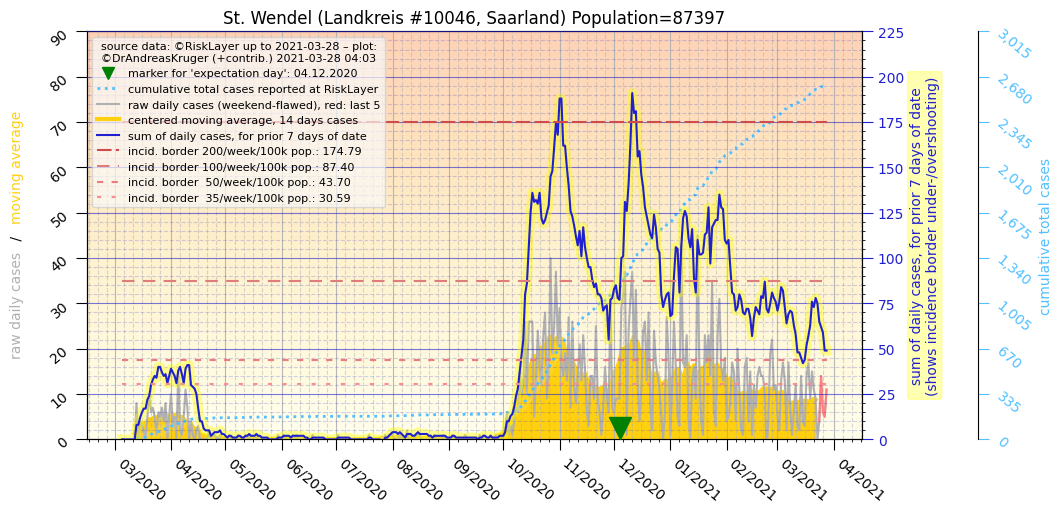 St. Wendel (Landkreis #10046, Saarland) Population=87397
source data: ©RiskLayer up to 2021-03-28 – plot:
©DrAndreasKruger (+contrib.) 2021-03-28 04:03
marker for 'expectation day': 04.12.2020
cumulative total cases reported at RiskLayer
raw daily cases (weekend-flawed), red: last 5
centered moving average, 14 days cases
sum of daily cases, for prior 7 days of date
incid. border 200/week/100k pop.: 174.79
incid. border 100/week/100k pop.: 87.40
incid. border  50/week/100k pop.: 43.70
incid. border  35/week/100k pop.: 30.59
raw daily cases  /  moving average
90
80
70
60
50
40
30
20
10
0
03/2020
04/2020
05/2020
06/2020
07/2020
08/2020
09/2020
10/2020
11/2020
12/2020
01/2021
02/2021
03/2021
04/2021
225
200
175
150
125
100
75
50
25
0
sum of daily cases, for prior 7 days of date
(shows incidence border under-/overshooting)
3,015
2,680
2,345
2,010
1,675
1,340
1,005
670
335
0
cumulative total cases